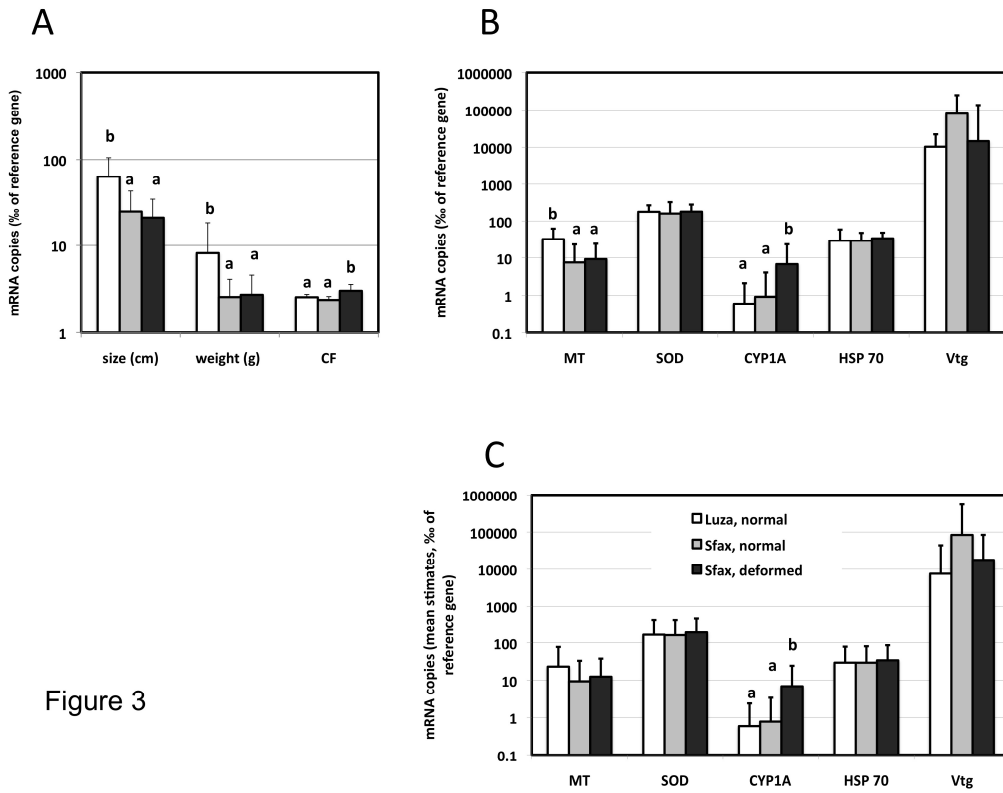 A
mRNA copies (‰ of reference gene)
1000
100
10
1
b
a
a
b
a
a
a
a
b
size (cm)
weight (g)
CF
B
mRNA copies (‰ of reference gene)
1000000
100000
10000
1000
100
10
1
0.1
b
a
a
a
a
b
MT
SOD
CYP1A
HSP 70
Vtg
C
mRNA copies (mean stimates, ‰ of
reference gene)
1000000
100000
10000
1000
100
10
1
0.1
Luza, normal
Sfax, normal
Sfax, deformed
a
a
b
MT
SOD
CYP1A
HSP 70
Vtg
Figure 3